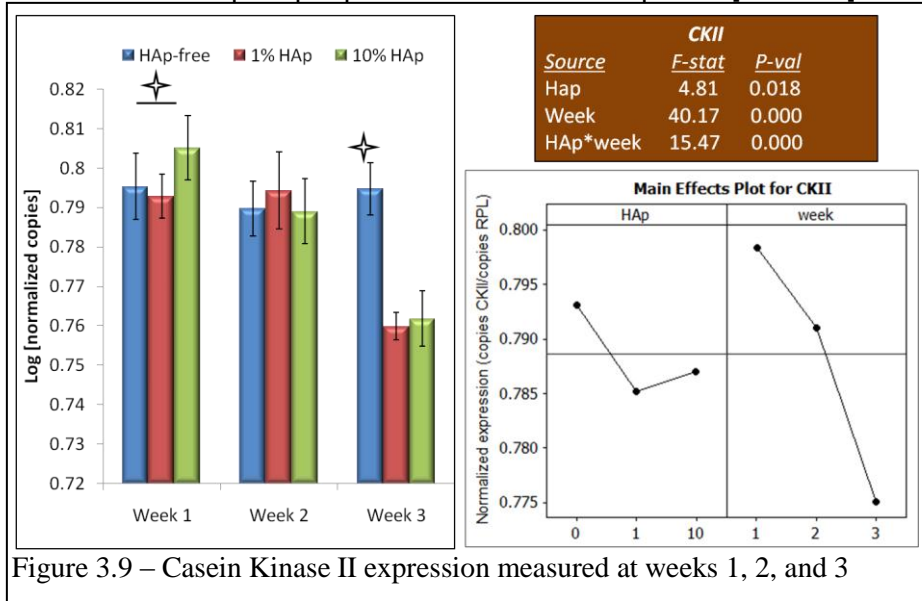 HAp-free 1% HAp 10% HAp
Log [normalized copies]
0.82
0.81
0.8
0.79
0.78
0.77
0.76
0.75
0.74
0.73
0.72
Week 1 Week 2 Week 3
CKII
Source F-stat P-val
Hap 4.81 0.018
Week 40.17 0.000
HAp*week 15.47 0.000
Main Effects Plot for CKII
HAp week
Normalized expression (copies CKII/copies RPL)
0.800
0.795
0.790
0.785
0.780
0.775
0 1 10 1 2 3
Figure 3.9 – Casein Kinase II expression measured at weeks 1, 2, and 3